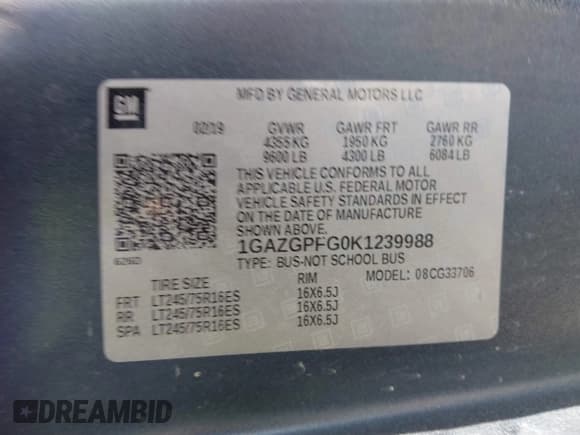 GM
MFD BY GENERAL MOTORS LLC
02/19 GVWR GAWR FRT GAWR RR
4355 KG 1950 KG 2760 KG
9600 LB 4300 LB 6084 LB
THIS VEHICLE CONFORMS TO ALL
APPLICABLE U.S. FEDERAL MOTOR
VEHICLE SAFETY STANDARDS IN EFFECT
ON THE DATE OF MANUFACTURE
SHOWN ABOVE.
1GAZGPFG0K1239988
TYPE: BUS-NOT SCHOOL BUS
MODEL: 08CG33706
TIRE SIZE RIM
FRT LT245/75R16ES 16X6.5J
RR LT245/75R16ES 16X6.5J
SPA LT245/75R16ES 16X6.5J
DREAMBID